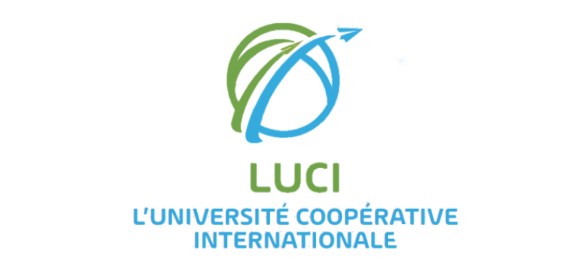 LUCI
L'UNIVERSITÉ COOPÉRATIVE
INTERNATIONALE